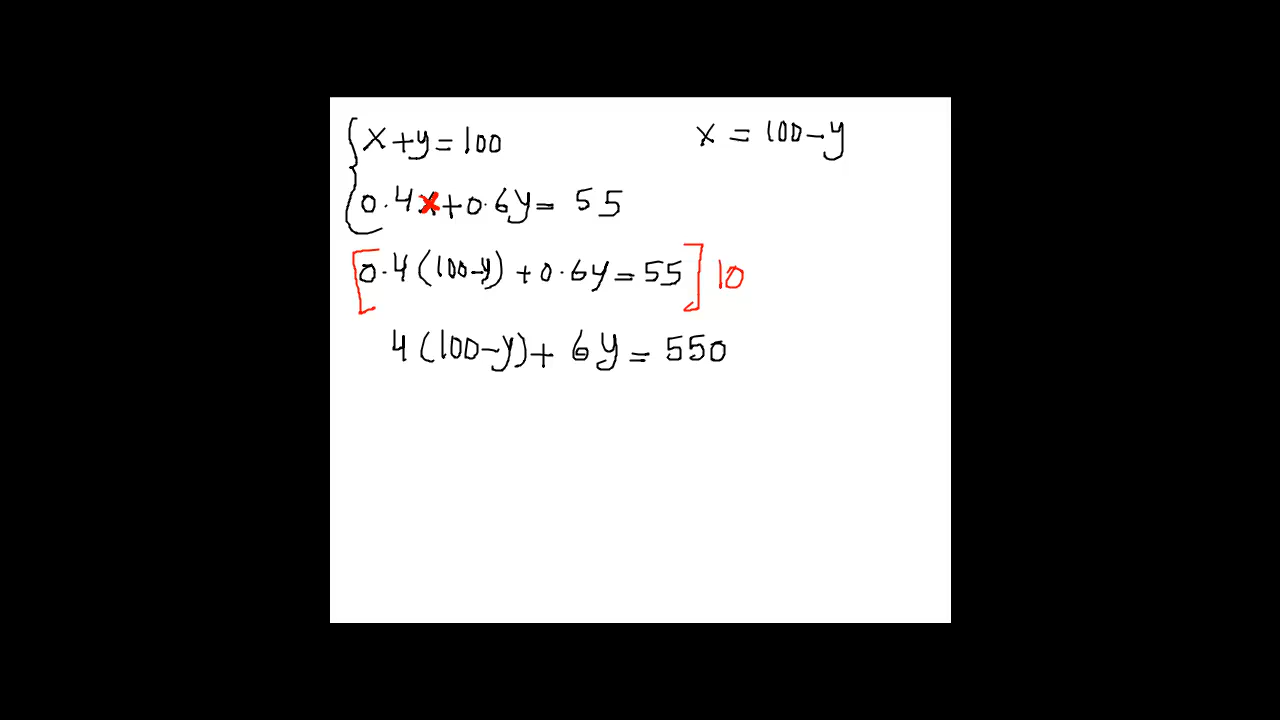 x+y=100 x = 100-y
0.4x+0.6y= 55
[0.4(100-y)+0.6y=55]10
4(100-y)+ 6y=550